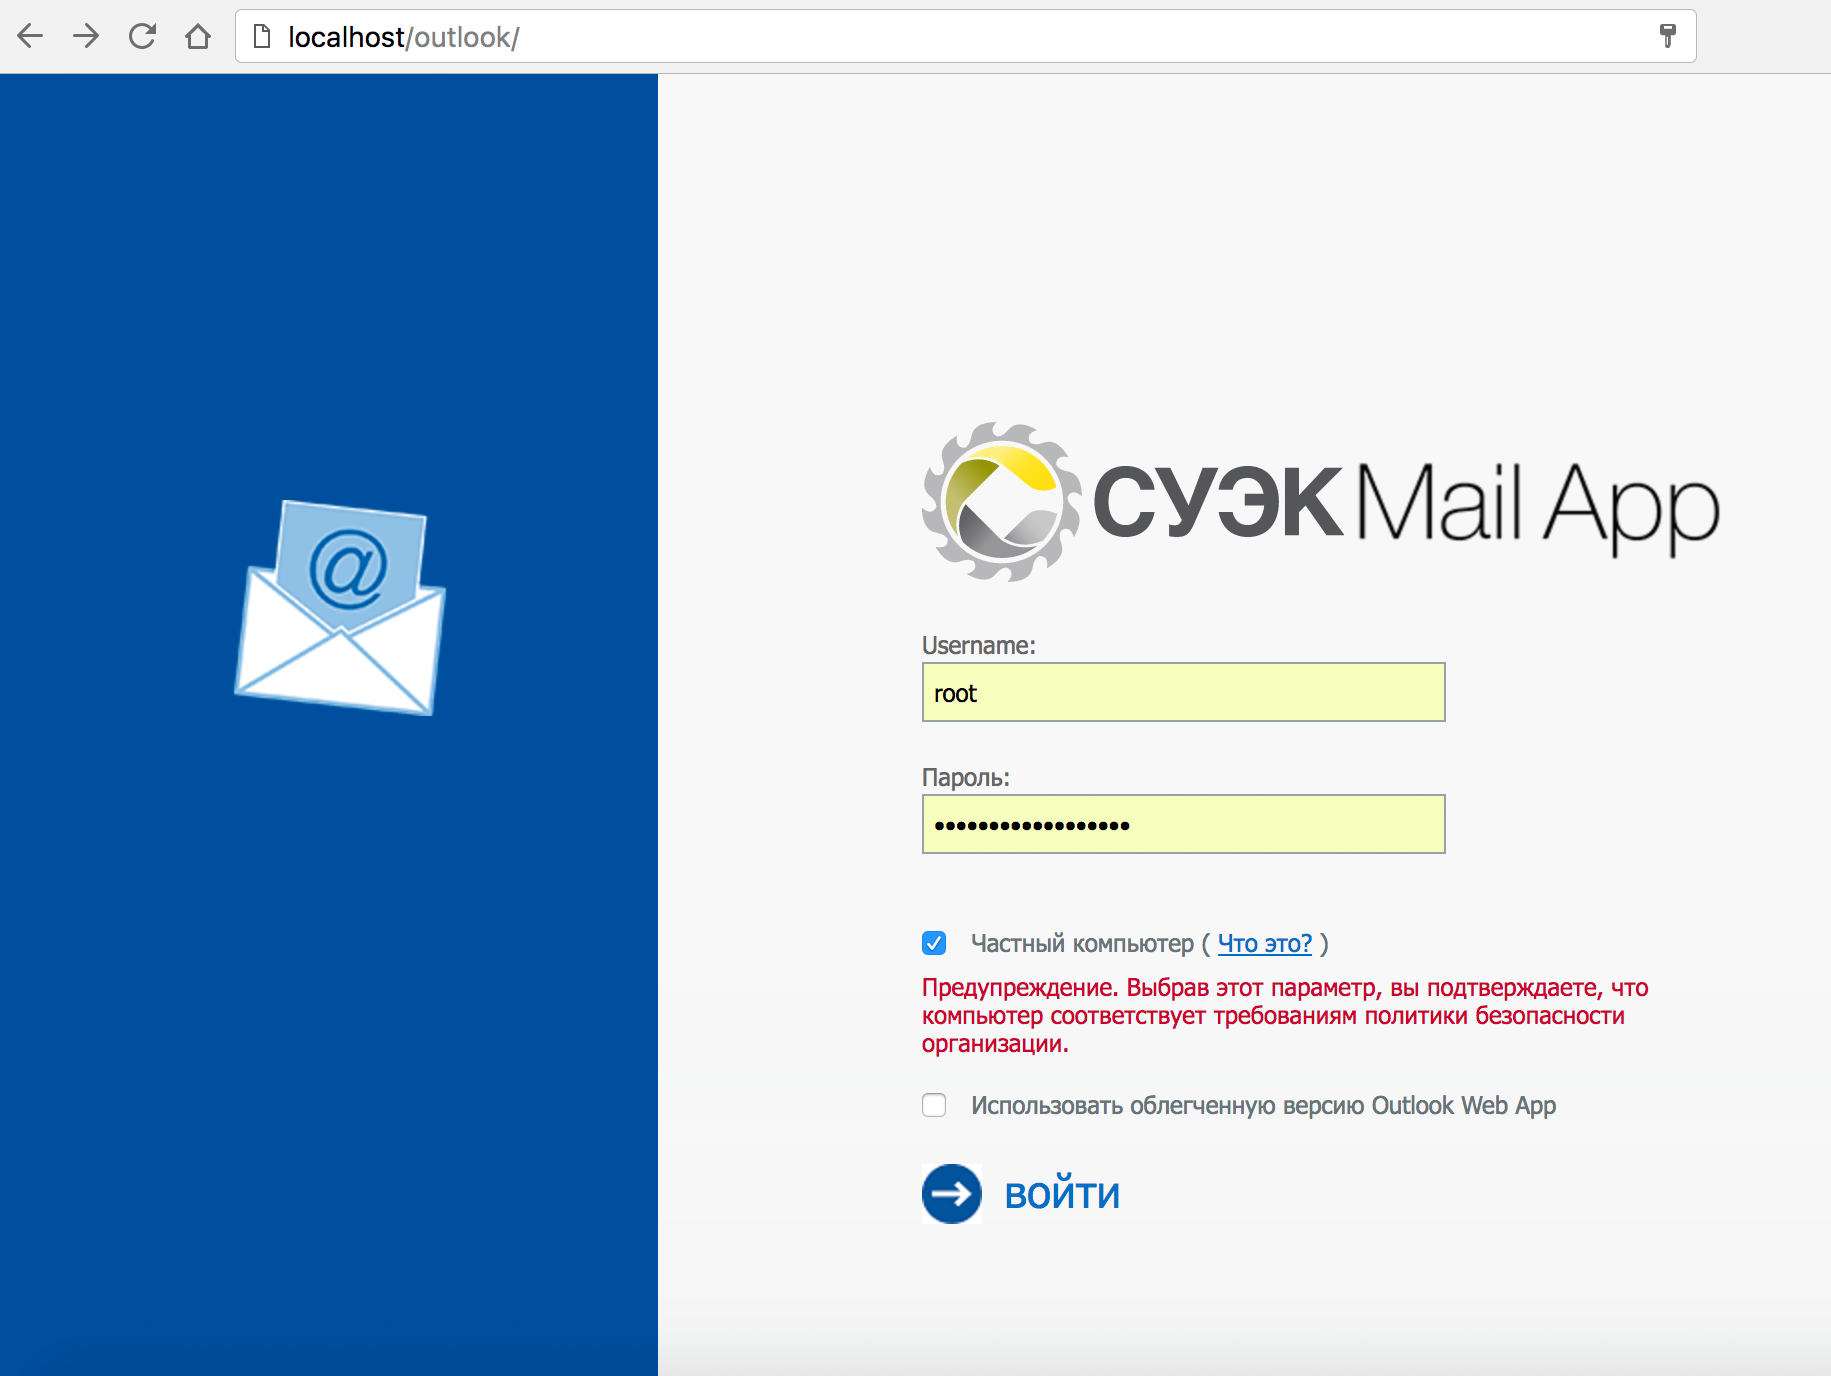 localhost/outlook/
@
СУЭК Mail App
Username:
root
Пароль:
••••••••••••••••••
Частный компьютер ( Что это? )
Предупреждение. Выбрав этот параметр, вы подтверждаете, что
компьютер соответствует требованиям политики безопасности
организации.
Использовать облегченную версию Outlook Web App
ВОЙТИ